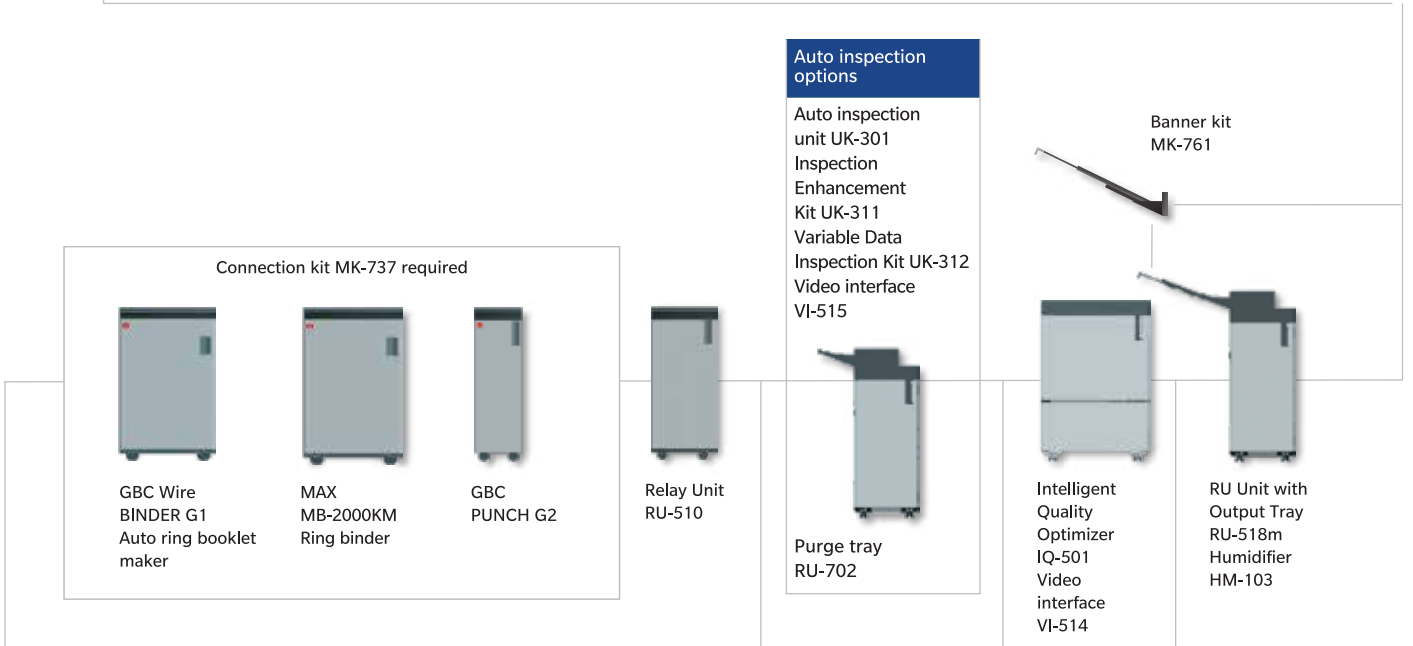 Auto inspection
options
Auto inspection
unit UK-301
Inspection
Enhancement
Kit UK-311
Variable Data
Inspection Kit UK-312
Video interface
VI-515
Banner kit
MK-761
Connection kit MK-737 required
GBC Wire
BINDER G1
Auto ring booklet
maker
MAX
MB-2000KM
Ring binder
GBC
PUNCH G2
Relay Unit
RU-510
Purge tray
RU-702
Intelligent
Quality
Optimizer
IQ-501
Video
interface
VI-514
RU Unit with
Output Tray
RU-518m
Humidifier
HM-103